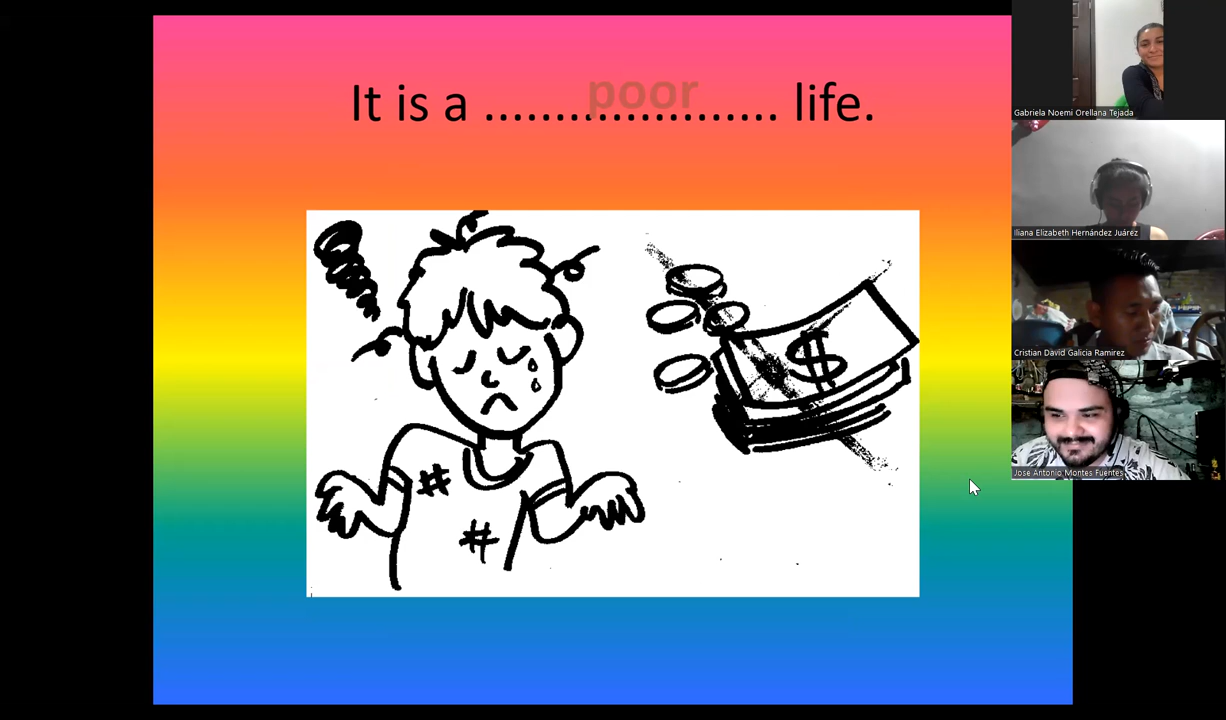 It is a .....poor..... life.
$
#
#
Gabriela Noemi Orellana Tejada
Iliana Elizabeth Hernández Juárez
Cristian David Galicia Ramirez
Jose Antonio Montes Fuentes